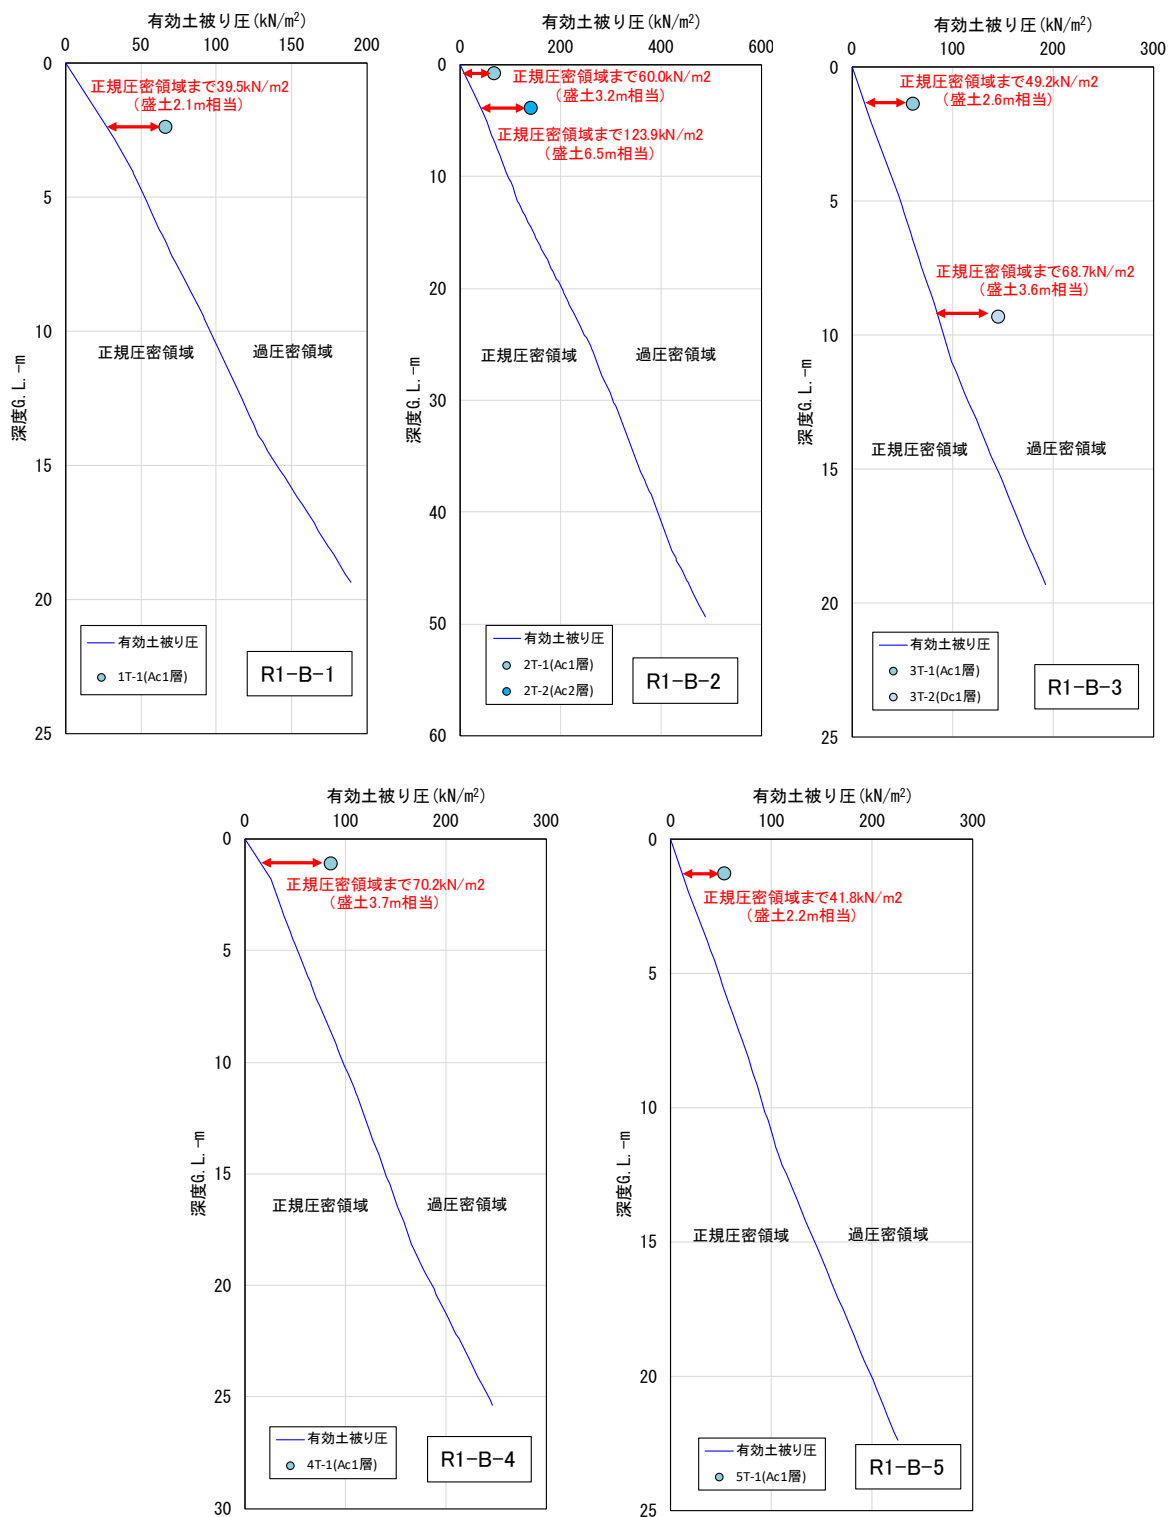 有効土被り圧(kN/m²)
0 50 100 150 200
0
5
10
15
20
25
深度G.L.-m
正規圧密領域まで39.5kN/m2
(盛土2.1m相当)
正規圧密領域
過圧密領域
有効土被り圧
1T-1(Ac1層)
R1-B-1
有効土被り圧(kN/m²)
0 200 400 600
0
10
20
30
40
50
60
深度G.L.-m
正規圧密領域まで60.0kN/m2
(盛土3.2m相当)
正規圧密領域まで123.9kN/m2
(盛土6.5m相当)
正規圧密領域
過圧密領域
有効土被り圧
2T-1(Ac1層)
2T-2(Ac2層)
R1-B-2
有効土被り圧(kN/m²)
0 100 200 300
0
5
10
15
20
25
深度G.L.-m
正規圧密領域まで49.2kN/m2
(盛土2.6m相当)
正規圧密領域まで68.7kN/m2
(盛土3.6m相当)
正規圧密領域
過圧密領域
有効土被り圧
3T-1(Ac1層)
3T-2(Dc1層)
R1-B-3
有効土被り圧(kN/m²)
0 100 200 300
0
5
10
15
20
25
30
深度G.L.-m
正規圧密領域まで70.2kN/m2
(盛土3.7m相当)
正規圧密領域
過圧密領域
有効土被り圧
4T-1(Ac1層)
R1-B-4
有効土被り圧(kN/m²)
0 100 200 300
0
5
10
15
20
25
深度G.L.-m
正規圧密領域まで41.8kN/m2
(盛土2.2m相当)
正規圧密領域
過圧密領域
有効土被り圧
5T-1(Ac1層)
R1-B-5